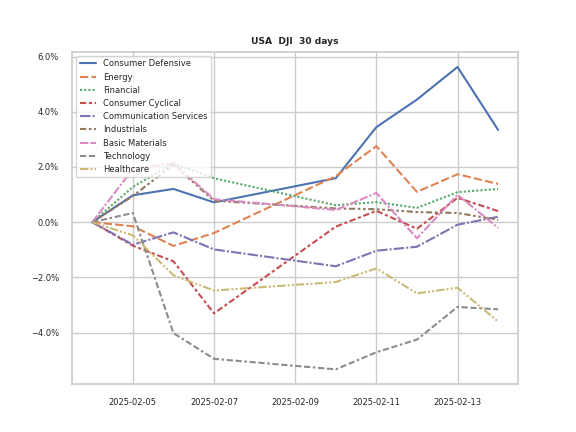 USA DJI 30 days
6.0%
4.0%
2.0%
0.0%
−2.0%
−4.0%
Consumer Defensive
Energy
Financial
Consumer Cyclical
Communication Services
Industrials
Basic Materials
Technology
Healthcare
2025-02-05 2025-02-07 2025-02-09 2025-02-11 2025-02-13